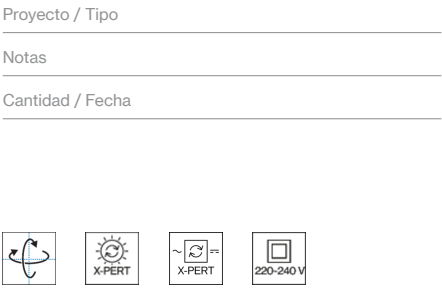 Proyecto / Tipo
Notas
Cantidad / Fecha
X-PERT
X-PERT
220-240 V